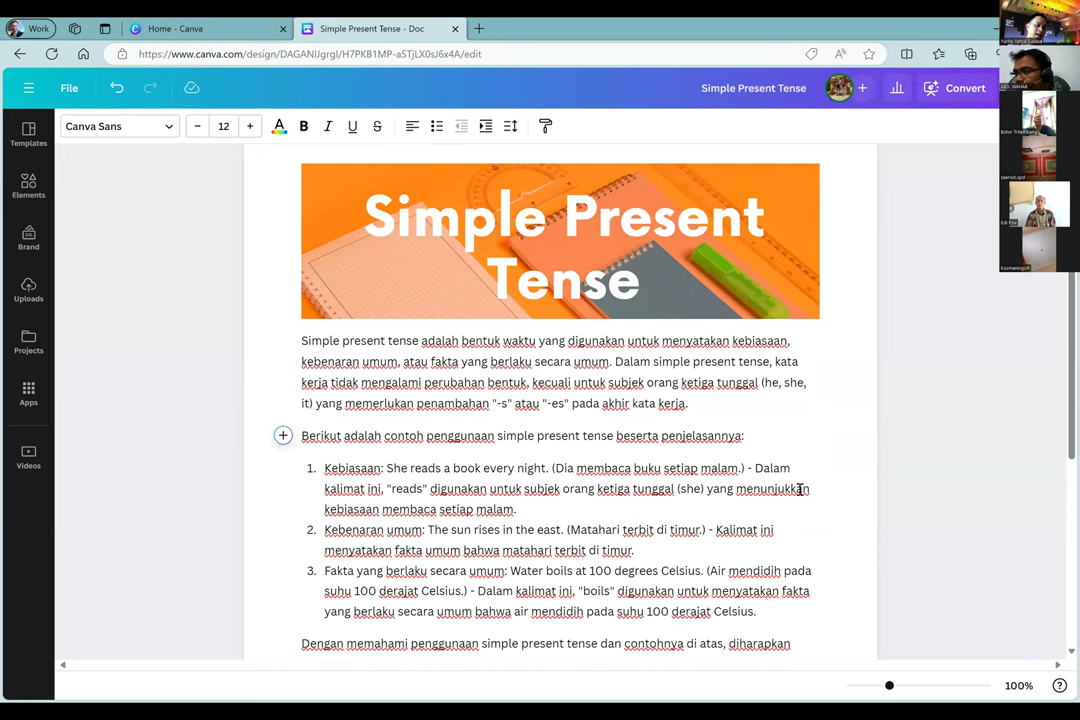 Work
Home - Canva
Simple Present Tense - Doc
https://www.canva.com/design/DAGANlJgrgI/H7PKB1MP-aSTjLX0sJ6x4A/edit
File
Simple Present Tense
Convert
Canva Sans
12
Templates
Elements
Brand
Uploads
Projects
Apps
Videos
Simple Present
Tense
Simple present tense adalah bentuk waktu yang digunakan untuk menyatakan kebiasaan,
kebenaran umum, atau fakta yang berlaku secara umum. Dalam simple present tense, kata
kerja tidak mengalami perubahan bentuk, kecuali untuk subjek orang ketiga tunggal (he, she,
it) yang memerlukan penambahan "-s" atau "-es" pada akhir kata kerja.
Berikut adalah contoh penggunaan simple present tense beserta penjelasannya:
1. Kebiasaan: She reads a book every night. (Dia membaca buku setiap malam.) - Dalam
kalimat ini, "reads" digunakan untuk subjek orang ketiga tunggal (she) yang menunjukkan
kebiasaan membaca setiap malam.
2. Kebenaran umum: The sun rises in the east. (Matahari terbit di timur.) - Kalimat ini
menyatakan fakta umum bahwa matahari terbit di timur.
3. Fakta yang berlaku secara umum: Water boils at 100 degrees Celsius. (Air mendidih pada
suhu 100 derajat Celsius.) - Dalam kalimat ini, "boils" digunakan untuk menyatakan fakta
yang berlaku secara umum bahwa air mendidih pada suhu 100 derajat Celsius.
Dengan memahami penggunaan simple present tense dan contohnya di atas, diharapkan
100%